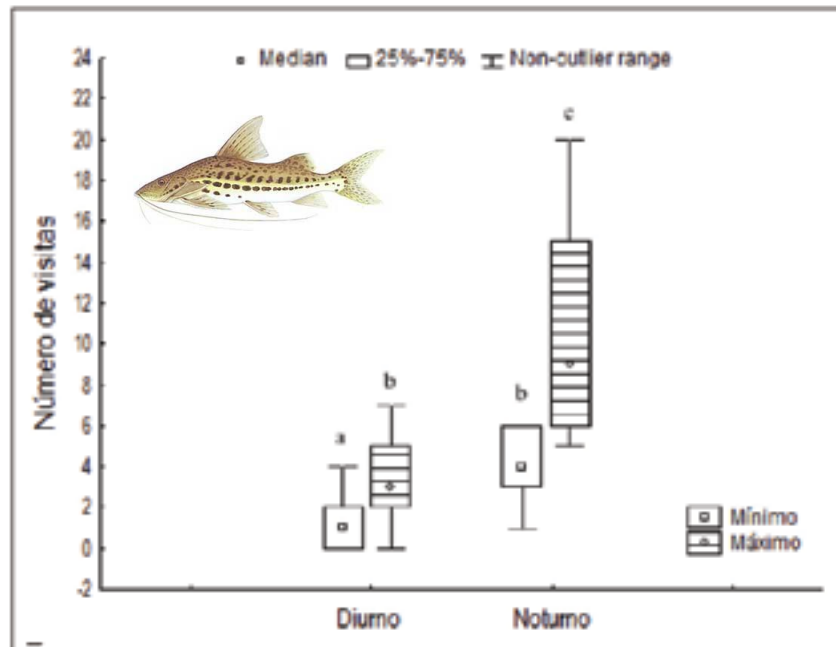 Median 25%-75% Non-outlier range
24
22
20
18
16
14
12
10
8
6
4
2
0
-2
Número de visitas
a
b
b
c
Diurno
Noturno
Mínimo
Máximo